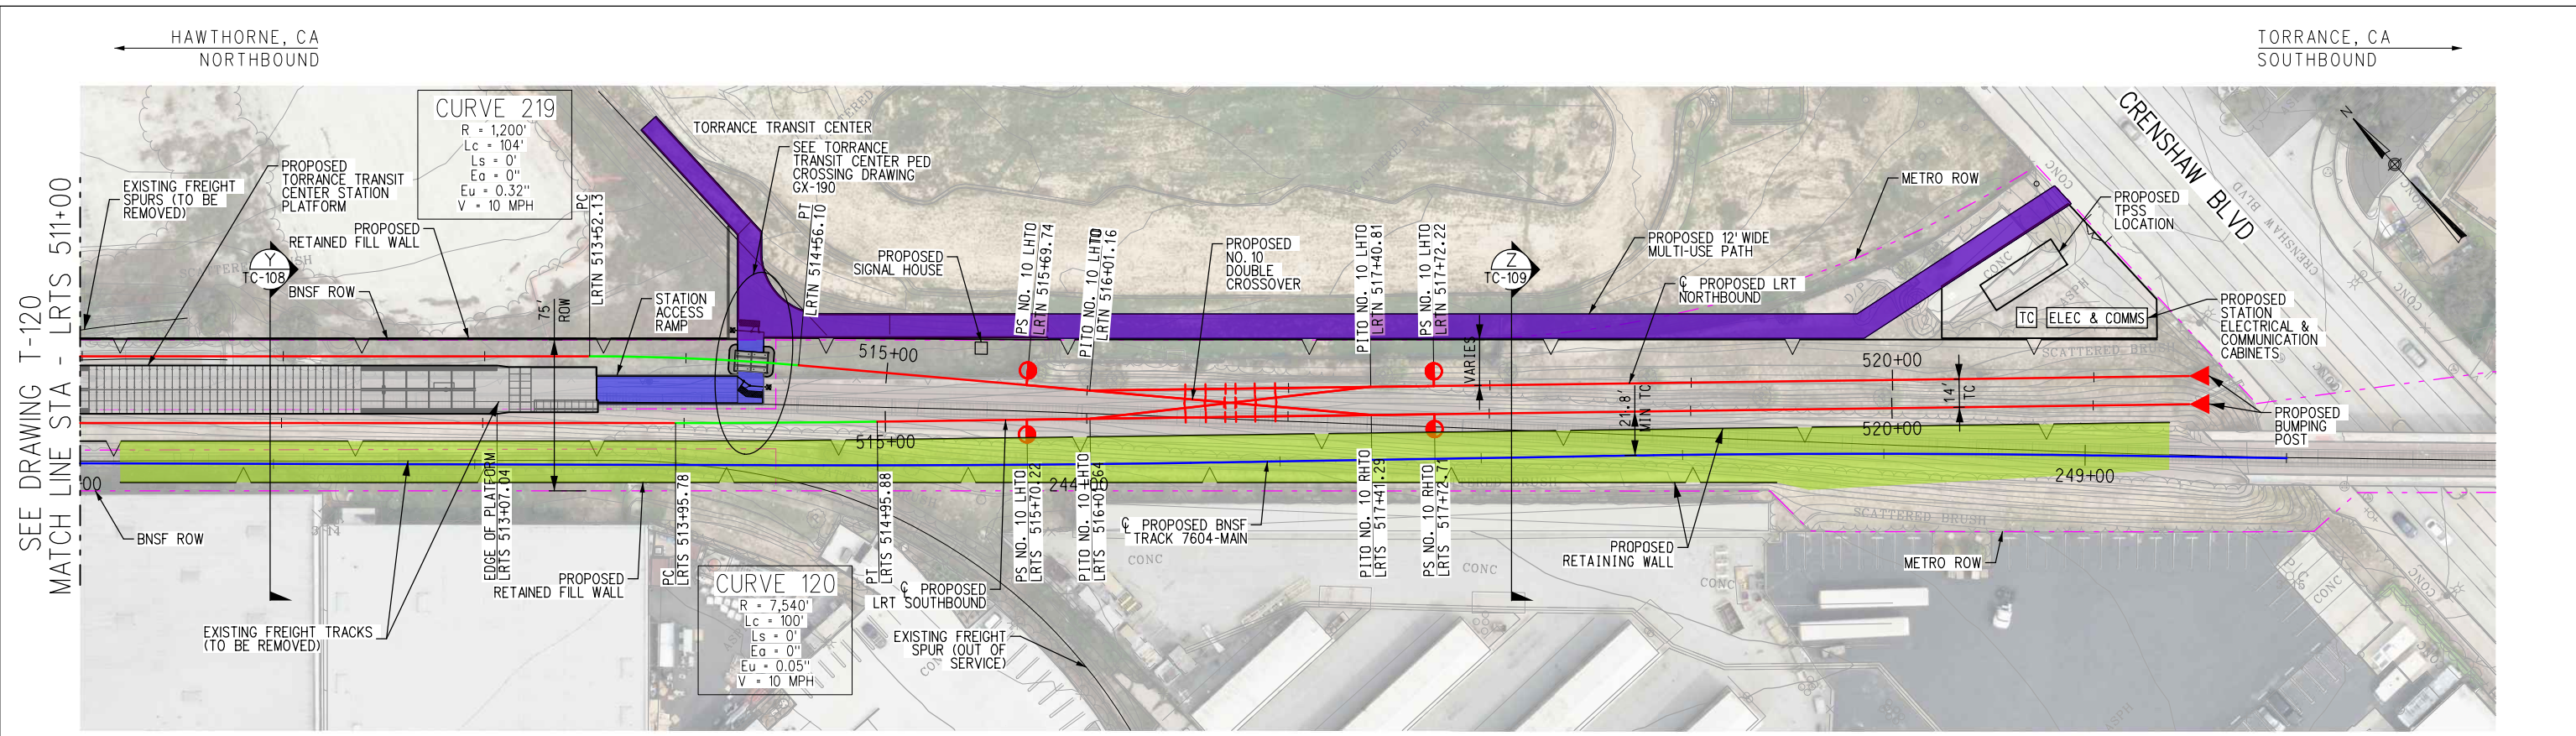 HAWTHORNE, CA
NORTHBOUND
TORRANCE, CA
SOUTHBOUND
SEE DRAWING T-120
MATCH LINE STA - LRTS 511+00
EXISTING FREIGHT
SPURS (TO BE
REMOVED)
PROPOSED
TORRANCE TRANSIT
CENTER STATION
PLATFORM
CURVE 219
R = 1,200'
Lc = 104'
Ls = 0'
Ea = 0"
Eu = 0.32"
V = 10 MPH
PROPOSED
RETAINED FILL WALL
Y
TC-108
BNSF ROW
75'
ROW
PC
LRTN 513+52.13
STATION
ACCESS
RAMP
TORRANCE TRANSIT CENTER
SEE TORRANCE
TRANSIT CENTER PED
CROSSING DRAWING
GX-190
PT
LRTN 514+56.10
PROPOSED
SIGNAL HOUSE
515+00
PS NO. 10 LHTO
LRTN 515+69.74
PITO NO. 10 LHTO
LRTN 516+01.16
PROPOSED
NO. 10
DOUBLE
CROSSOVER
PITO NO. 10 LHTO
LRTN 517+40.81
PS NO. 10 LHTO
LRTN 517+72.22
VARIES
Z
TC-109
PROPOSED 12' WIDE
MULTI-USE PATH
℄ PROPOSED LRT
NORTHBOUND
METRO ROW
CRENSHAW BLVD
CRENSHAW BLVD
N
PROPOSED
TPSS
LOCATION
TC
ELEC & COMMS
PROPOSED
STATION
ELECTRICAL &
COMMUNICATION
CABINETS
SCATTERED BRUSH
520+00
14'
TC
21.8'
MIN TC
520+00
PROPOSED
BUMPING
POST
515+00
244+00
249+00
BNSF ROW
EXISTING FREIGHT TRACKS
(TO BE REMOVED)
EDGE OF PLATFORM
LRTS 513+07.04
PROPOSED
RETAINED FILL WALL
PC
LRTS 513+95.78
CURVE 120
R = 7,540'
Lc = 100'
Ls = 0'
Ea = 0"
Eu = 0.05"
V = 10 MPH
PT
LRTS 514+95.88
℄ PROPOSED
LRT SOUTHBOUND
EXISTING FREIGHT
SPUR (OUT OF
SERVICE)
PS NO. 10 LHTO
LRTS 515+70.22
PITO NO. 10 LHTO
LRTS 516+01.64
℄ PROPOSED BNSF
TRACK 7604-MAIN
PITO NO. 10 RHTO
LRTS 517+41.29
PS NO. 10 RHTO
LRTS 517+72.71
PROPOSED
RETAINING WALL
METRO ROW
SCATTERED BRUSH
CONC
CONC
CONC
CONC
ASPH